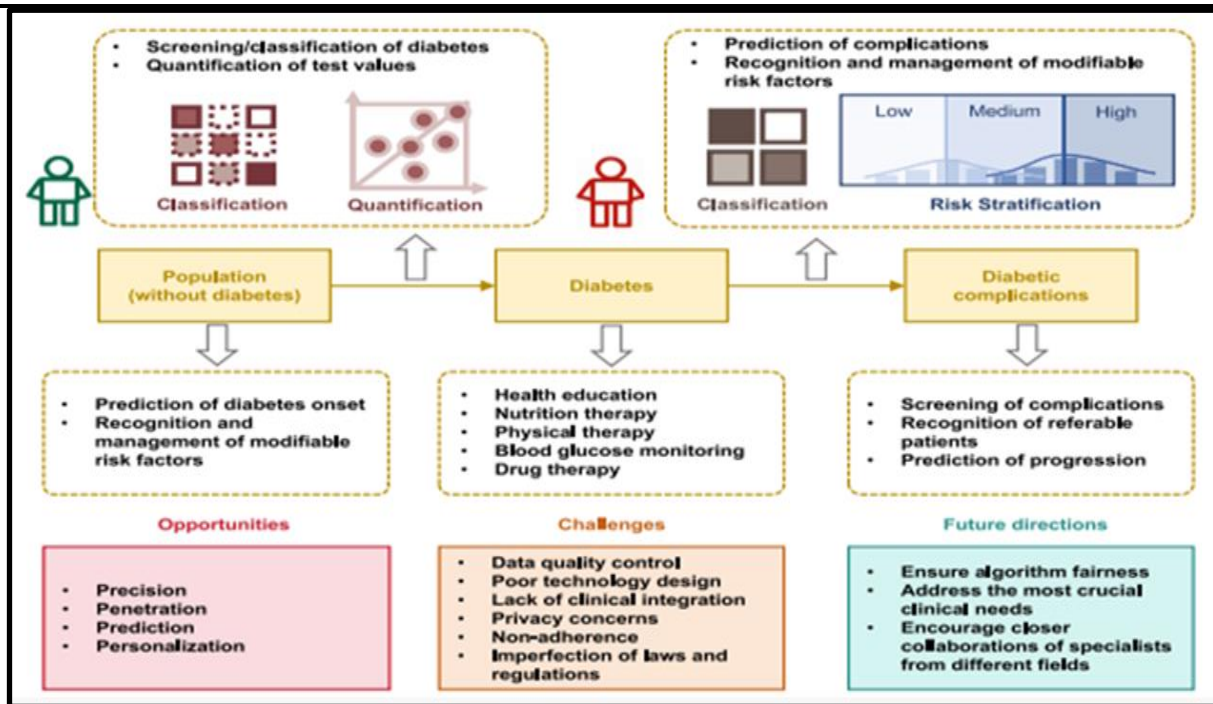 • Screening/classification of diabetes
• Quantification of test values
Classification
Quantification
• Prediction of complications
• Recognition and management of modifiable
risk factors
Low
Medium
High
Classification
Risk Stratification
Population
(without diabetes)
Diabetes
Diabetic
complications
• Prediction of diabetes onset
• Recognition and
management of modifiable
risk factors
• Health education
• Nutrition therapy
• Physical therapy
• Blood glucose monitoring
• Drug therapy
• Screening of complications
• Recognition of referable
patients
• Prediction of progression
Opportunities
• Precision
• Penetration
• Prediction
• Personalization
Challenges
• Data quality control
• Poor technology design
• Lack of clinical integration
• Privacy concerns
• Non-adherence
• Imperfection of laws and
regulations
Future directions
• Ensure algorithm fairness
• Address the most crucial
clinical needs
• Encourage closer
collaborations of specialists
from different fields